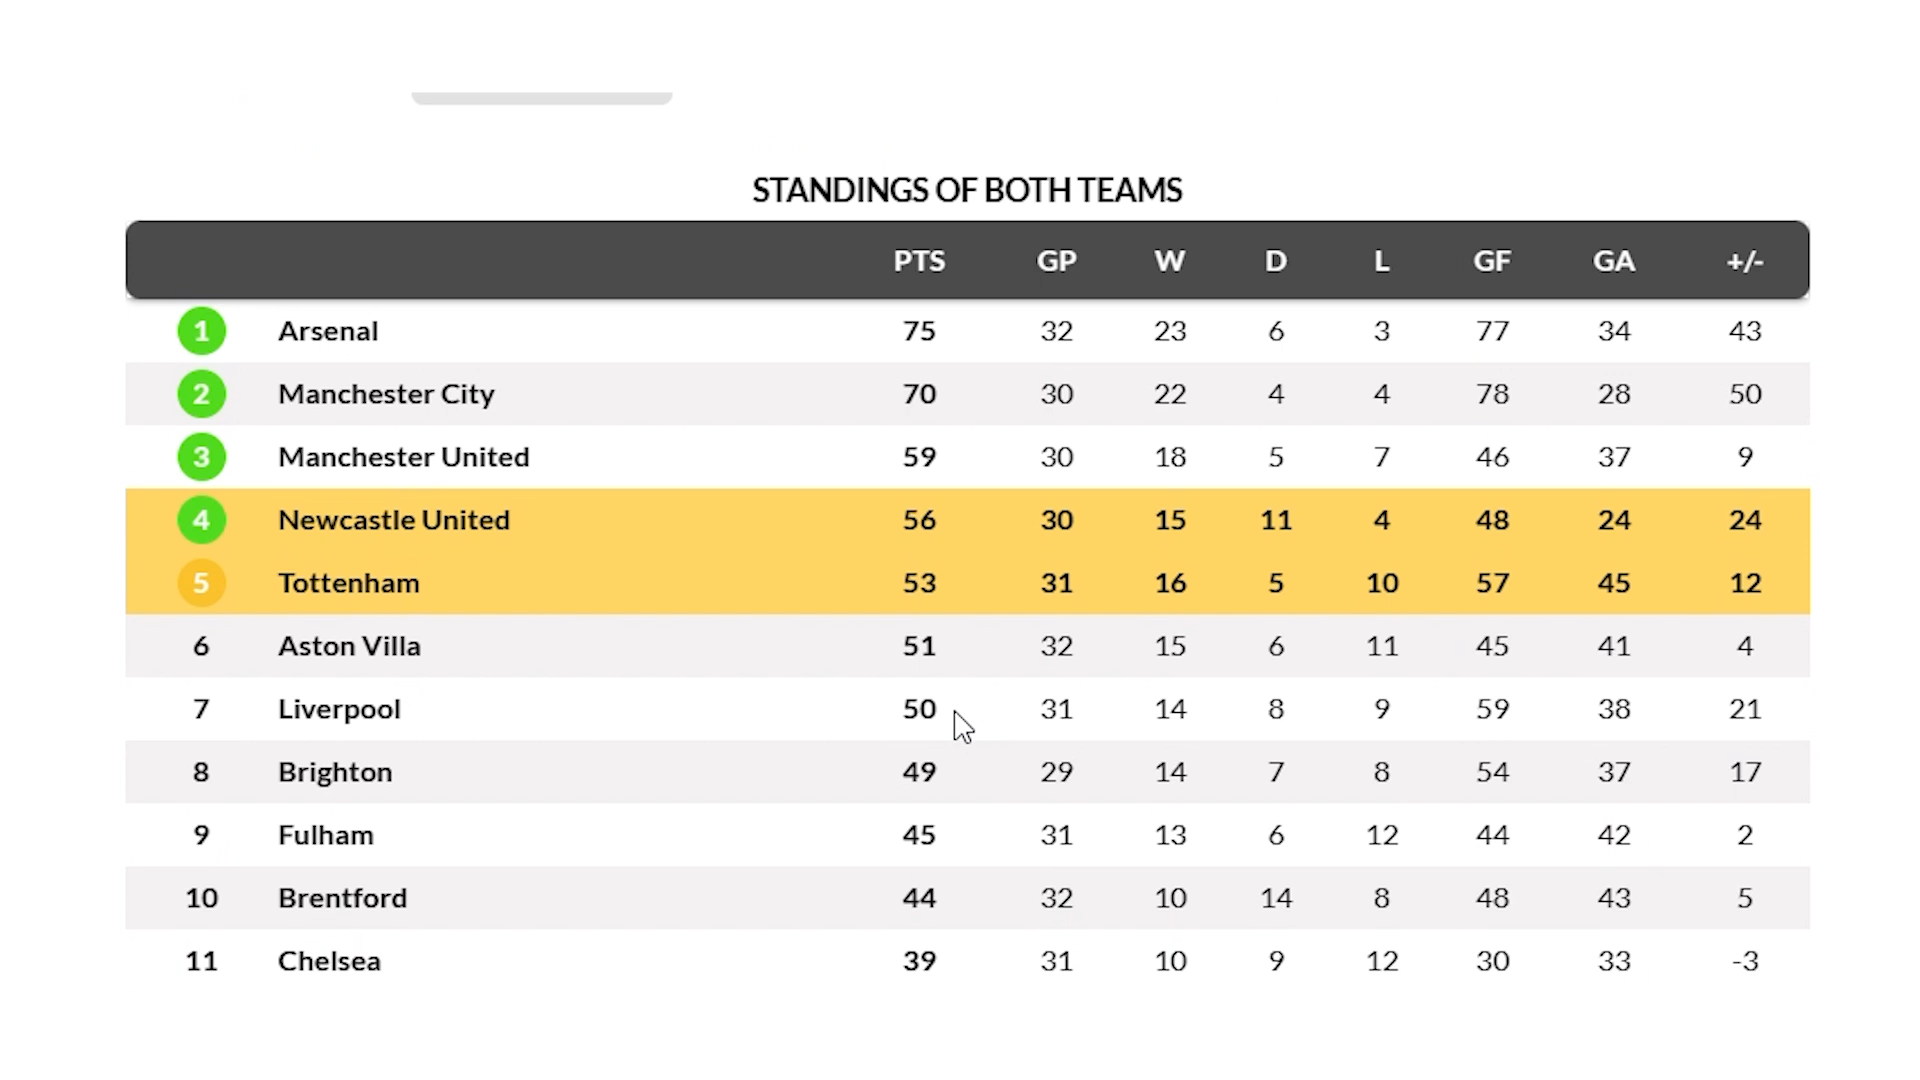 STANDINGS OF BOTH TEAMS
PTS GP W D L GF GA +/-
1 Arsenal 75 32 23 6 3 77 34 43
2 Manchester City 70 30 22 4 4 78 28 50
3 Manchester United 59 30 18 5 7 46 37 9
4 Newcastle United 56 30 15 11 4 48 24 24
5 Tottenham 53 31 16 5 10 57 45 12
6 Aston Villa 51 32 15 6 11 45 41 4
7 Liverpool 50 31 14 8 9 59 38 21
8 Brighton 49 29 14 7 8 54 37 17
9 Fulham 45 31 13 6 12 44 42 2
10 Brentford 44 32 10 14 8 48 43 5
11 Chelsea 39 31 10 9 12 30 33 -3